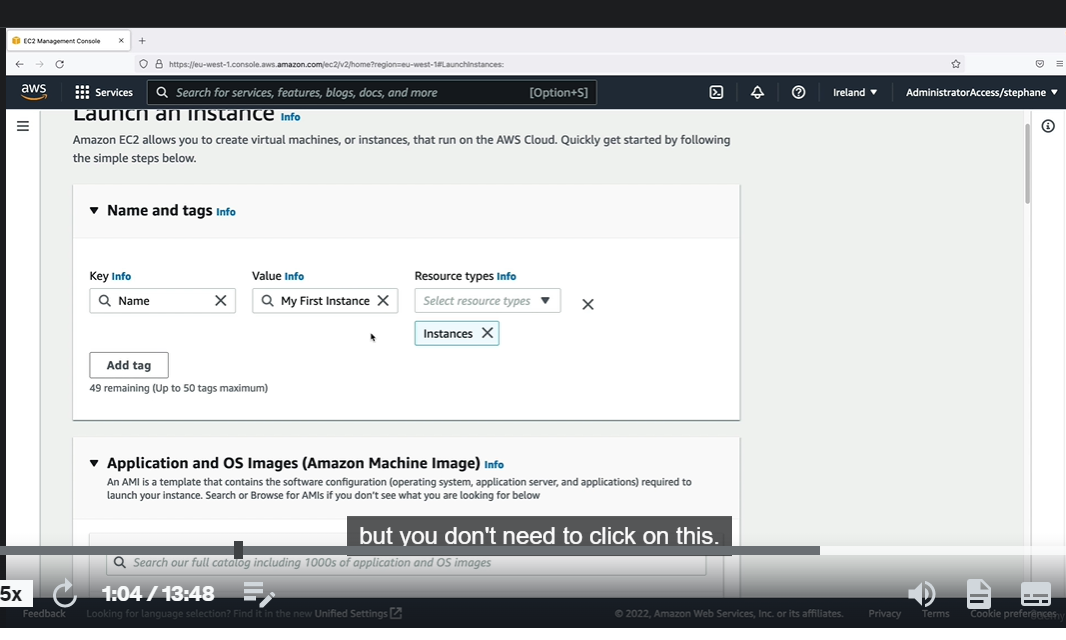 EC2 Management Console
https://eu-west-1.console.aws.amazon.com/ec2/v2/home?region=eu-west-1#LaunchInstances:
aws Services Search for services, features, blogs, docs, and more [Option+S] Ireland AdministratorAccess/stephane
Launch an instance Info
Amazon EC2 allows you to create virtual machines, or instances, that run on the AWS Cloud. Quickly get started by following
the simple steps below.
Name and tags Info
Key Info Value Info Resource types Info
Name My First Instance Select resource types
Instances
Add tag
49 remaining (Up to 50 tags maximum)
Application and OS Images (Amazon Machine Image) Info
An AMI is a template that contains the software configuration (operating system, application server, and applications) required to
launch your instance. Search or Browse for AMIs if you don't see what you are looking for below
but you don't need to click on this.
Search our full catalog including 1000s of application and OS images
5x 1:04 / 13:48
Feedback Looking for language selection? Find it in the new Unified Settings © 2022, Amazon Web Services, Inc. or its affiliates. Privacy Terms Cookie preferences